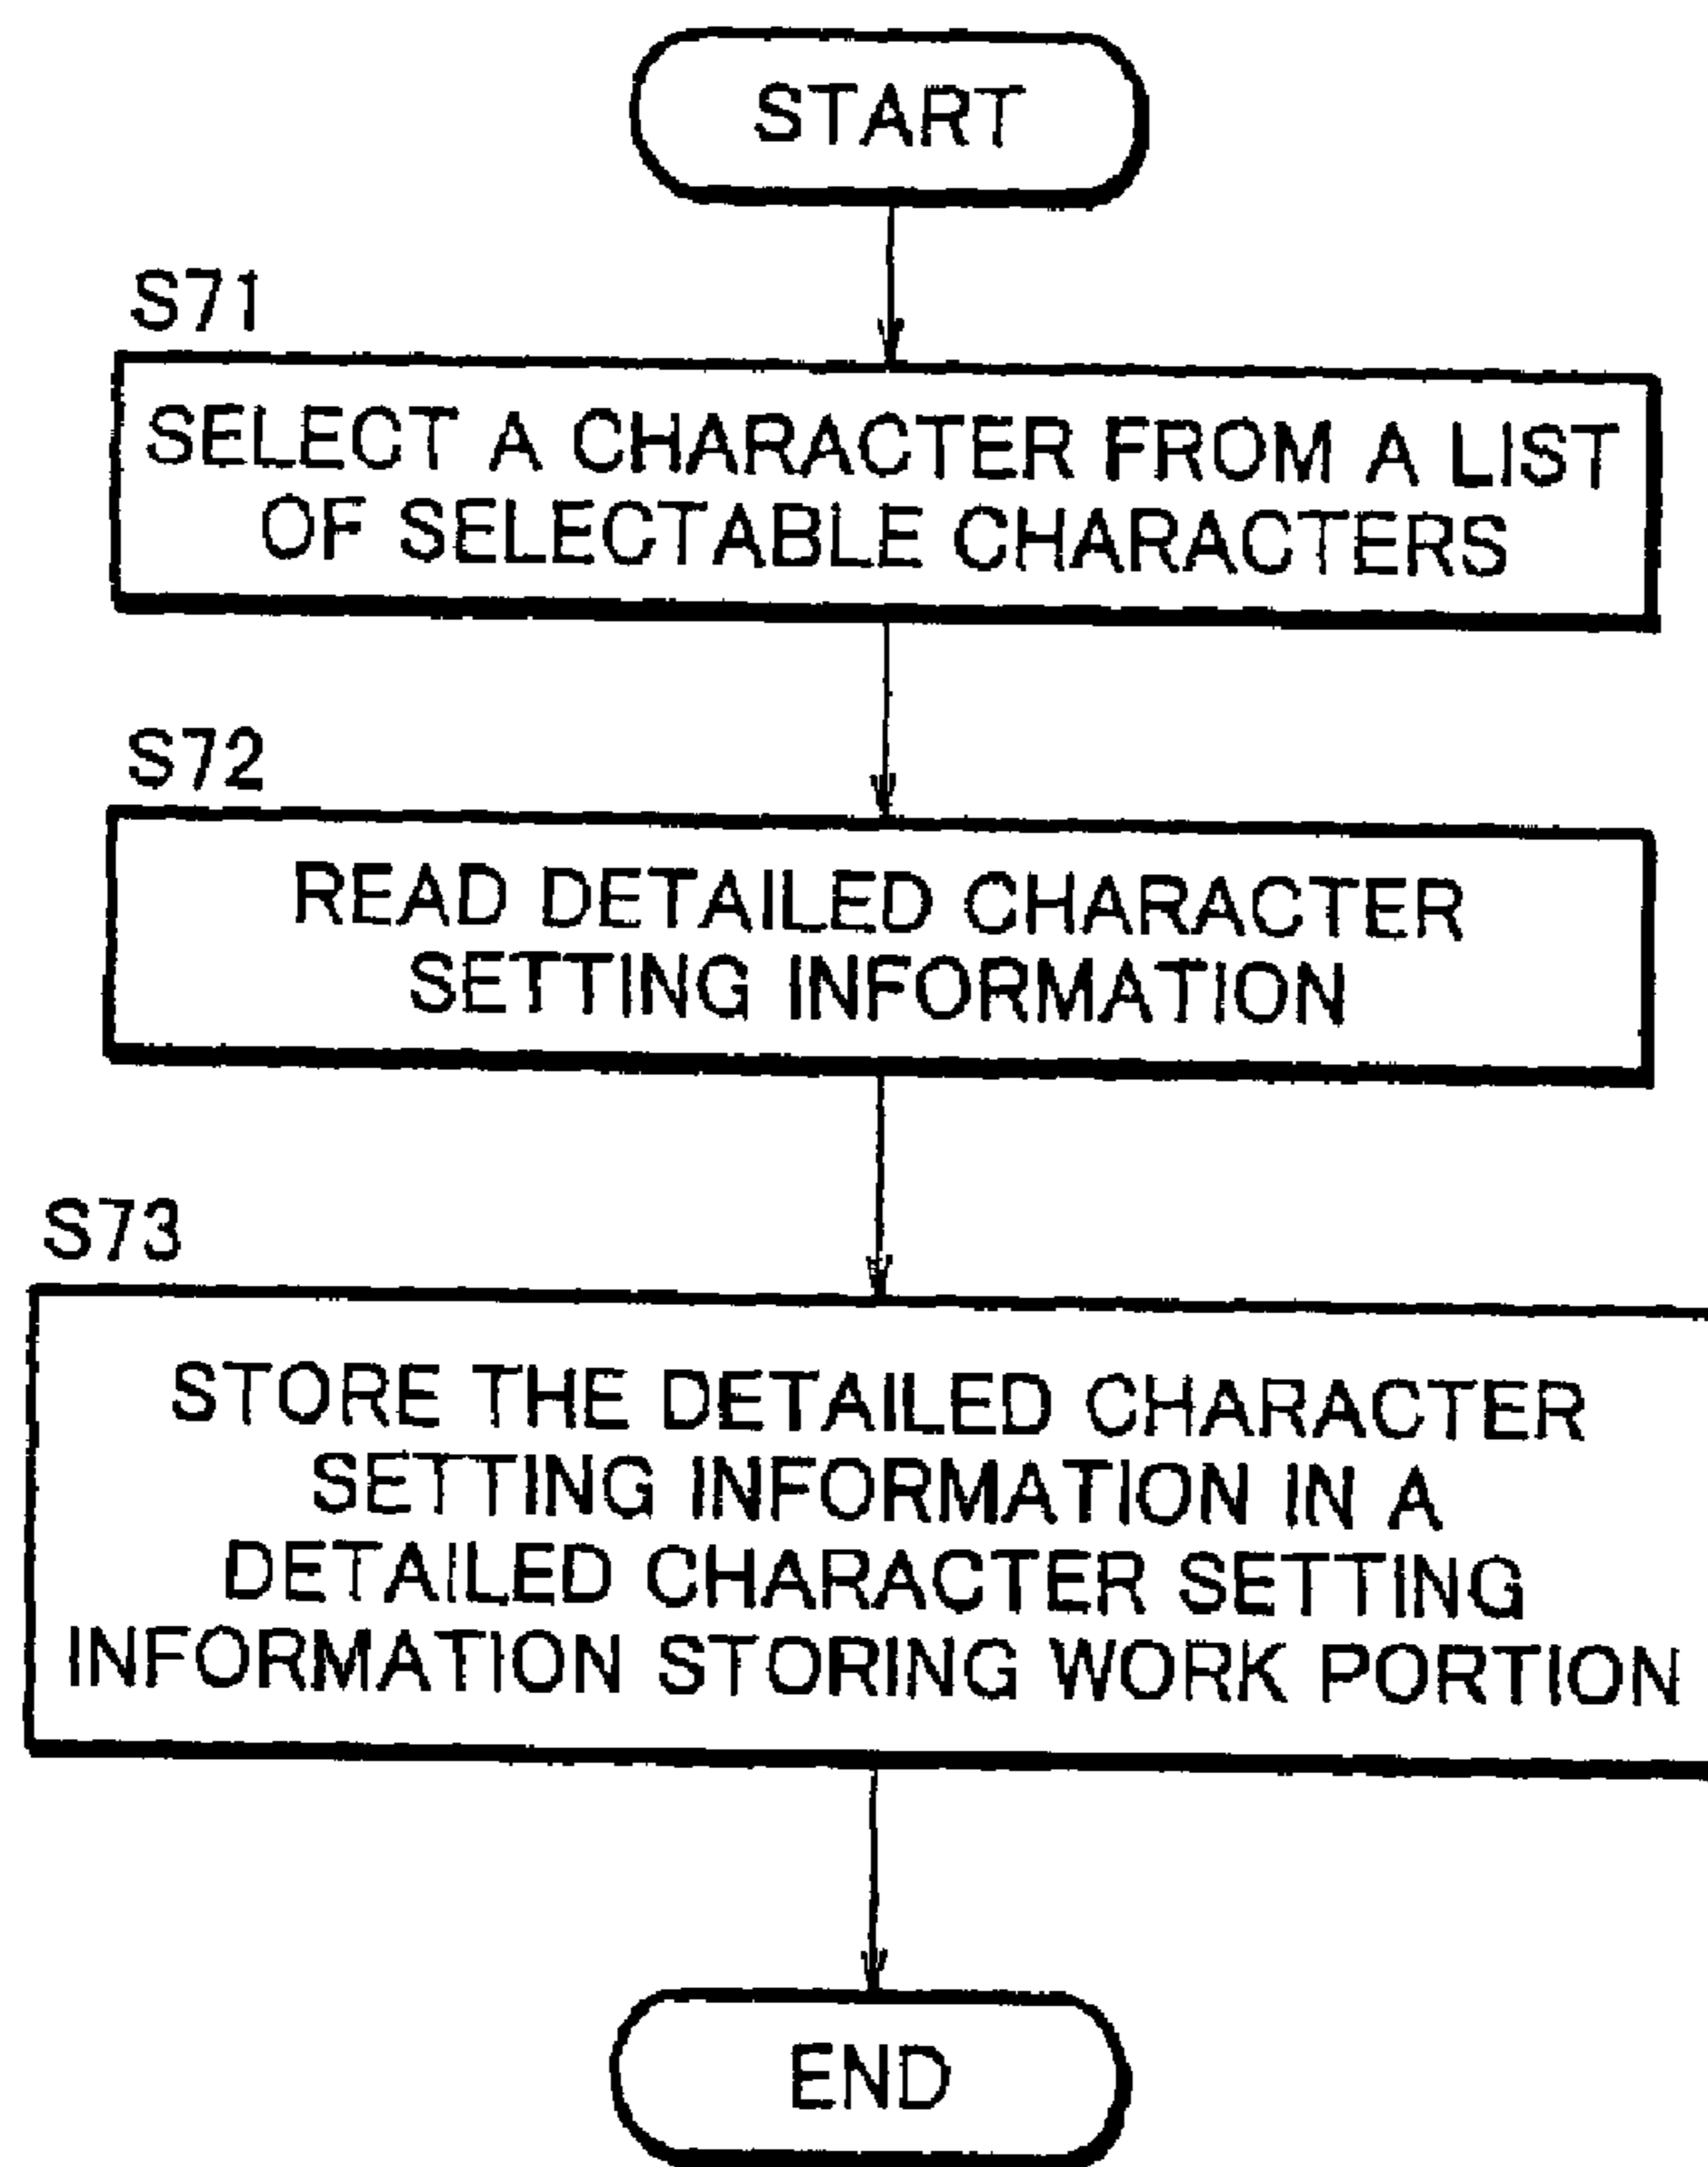 START
S71
SELECT A CHARACTER FROM A LIST
OF SELECTABLE CHARACTERS
S72
READ DETAILED CHARACTER
SETTING INFORMATION
S73
STORE THE DETAILED CHARACTER
SETTING INFORMATION IN A
DETAILED CHARACTER SETTING
INFORMATION STORING WORK PORTION
END